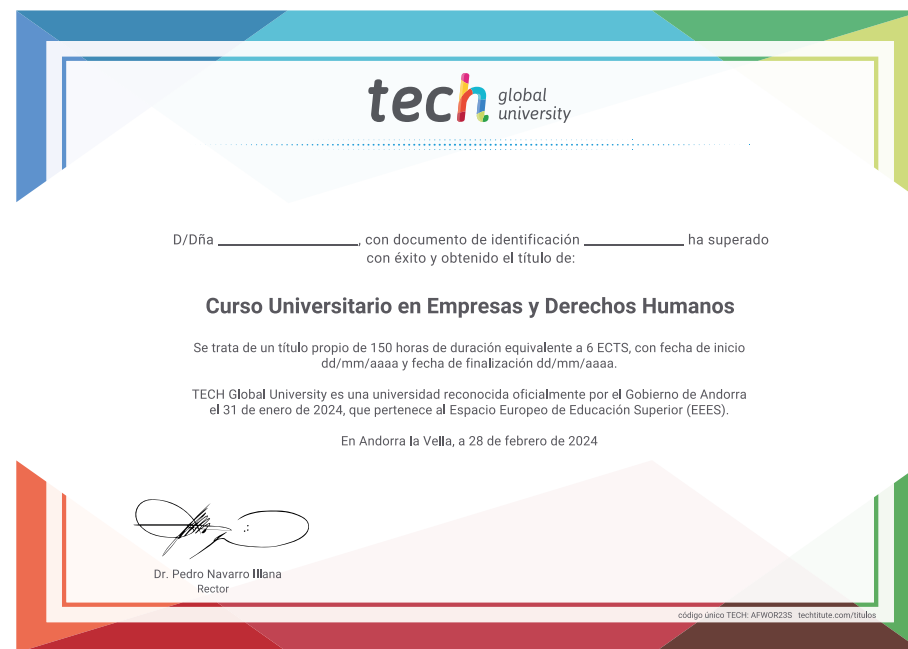 tech global university
D/Dña ____________, con documento de identificación ____________ ha superado
con éxito y obtenido el título de:
Curso Universitario en Empresas y Derechos Humanos
Se trata de un título propio de 150 horas de duración equivalente a 6 ECTS, con fecha de inicio
dd/mm/aaaa y fecha de finalización dd/mm/aaaa.
TECH Global University es una universidad reconocida oficialmente por el Gobierno de Andorra
el 31 de enero de 2024, que pertenece al Espacio Europeo de Educación Superior (EEES).
En Andorra la Vella, a 28 de febrero de 2024
Dr. Pedro Navarro Illana
Rector
código único TECH: AFWOR23S techtitute.com/titulos